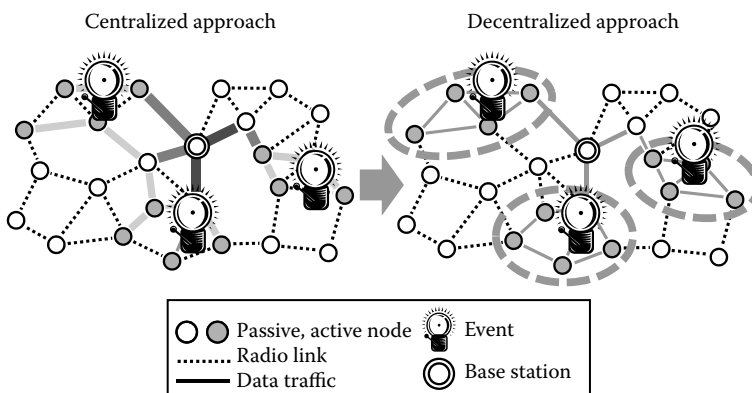 Centralized approach
Decentralized approach
Passive, active node
Event
Radio link
Data traffic
Base station